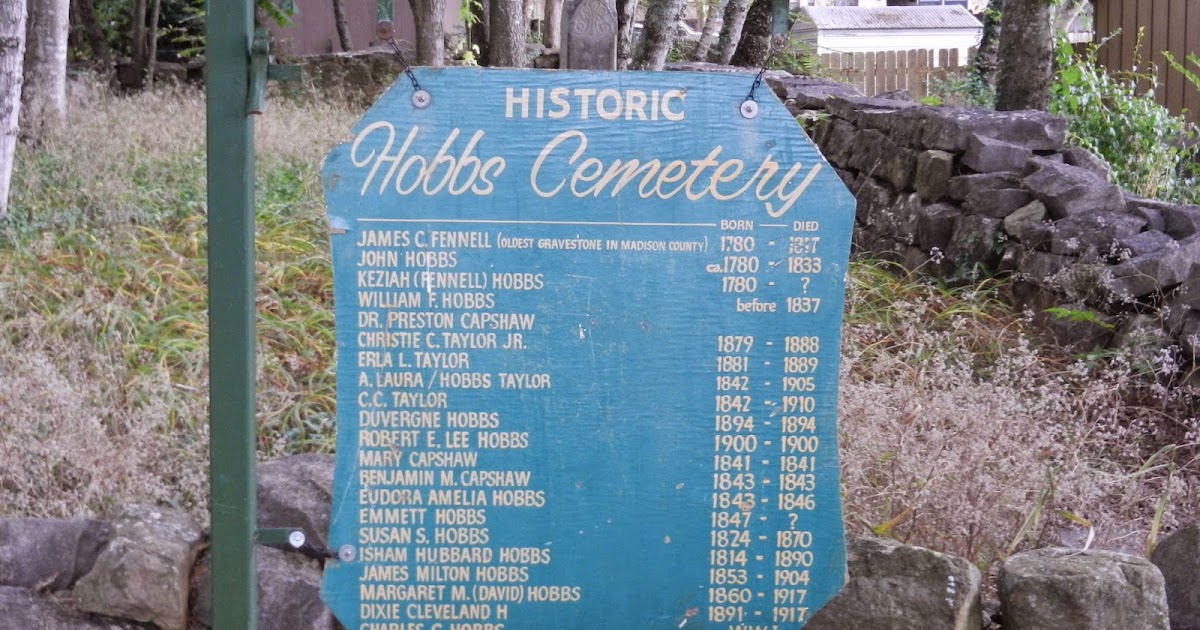 HISTORIC
Hobbs Cemetery
BORN DIED
JAMES C. FENNELL (OLDEST GRAVESTONE IN MADISON COUNTY) 1780 - 1817
JOHN HOBBS ca.1780 - 1833
KEZIAH (FENNELL) HOBBS 1780 - ?
WILLIAM F. HOBBS before 1837
DR. PRESTON CAPSHAW
CHRISTIE C. TAYLOR JR. 1879 - 1888
ERLA L. TAYLOR 1881 - 1889
A. LAURA / HOBBS TAYLOR 1842 - 1905
C.C. TAYLOR 1842 - 1910
DUVERGNE HOBBS 1894 - 1894
ROBERT E. LEE HOBBS 1900 - 1900
MARY CAPSHAW 1841 - 1841
BENJAMIN M. CAPSHAW 1843 - 1843
EUDORA AMELIA HOBBS 1843 - 1846
EMMETT HOBBS 1847 - ?
SUSAN S. HOBBS 1824 - 1870
ISHAM HUBBARD HOBBS 1814 - 1890
JAMES MILTON HOBBS 1853 - 1904
MARGARET M. (DAVID) HOBBS 1860 - 1917
DIXIE CLEVELAND H 1891 - 1917
CHARLES HOBBS